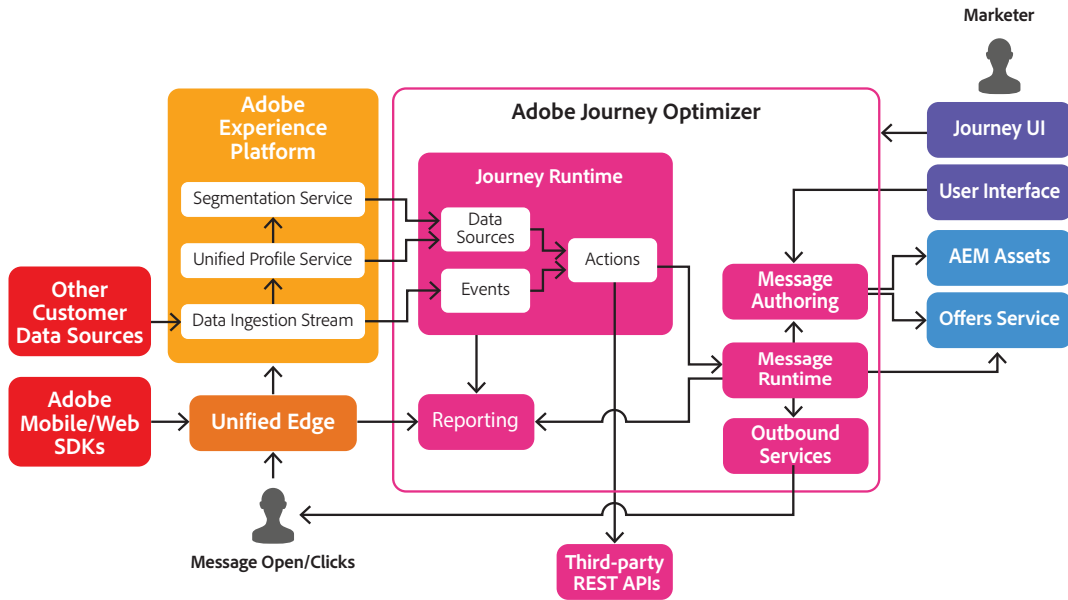 Marketer
Adobe
Experience
Platform
Segmentation Service
Unified Profile Service
Data Ingestion Stream
Other
Customer
Data Sources
Adobe
Mobile/Web
SDKs
Unified Edge
Message Open/Clicks
Adobe Journey Optimizer
Journey Runtime
Data
Sources
Events
Actions
Reporting
Message
Authoring
Message
Runtime
Outbound
Services
Third-party
REST APIs
Journey UI
User Interface
AEM Assets
Offers Service